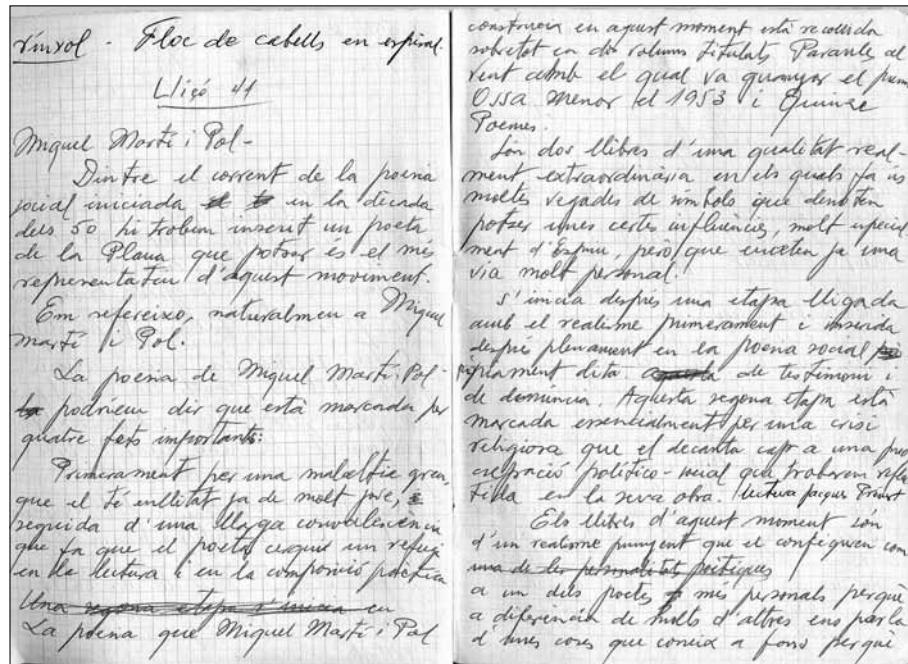 rínxol - Floc de cabells en espiral.
Lliçó 41
Miquel Martí i Pol-
Dintre el corrent de la poesia
social iniciada en la dècada
dels 50 hi trobem inserit un poeta
de la Plana que potser és el més
representatiu d'aquest moviment.
Em refereixo, naturalmen a Miquel
Martí i Pol.
La poesia de Miquel Martí i Pol
podríem dir que està marcada per
quatre fets importants:
Primerament per una malaltia greu,
que el té enllitat ja de molt jove,
seguida d'una llarga convalescència
que fa que el poeta cerqui un refugi
en la lectura i en la composició poètica
Una segona etapa s'inicia en
La poesia que Miquel Martí i Pol
construeix en aquest moment està recollida
sobretot en dos volums titulats Paraules al
vent amb el qual va guanyar el premi
Ossa menor el 1953 i Quinze
Poemes.
Són dos llibres d'una qualitat real-
ment extraordinària en els quals fa ús
moltes vegades de símbols que denoten
potser unes certes influències, molt especial
ment d'Espriu, però que enceten ja una
via molt personal.
S'inicia després una etapa lligada
amb el realisme primerament i inserida
després plenament en la poesia social
piplament dita de testimoni i
de denúncia. Aquesta segona etapa està
marcada essencialment per una crisi
religiosa que el decanta cap a una preo
cupació político-social que trobarem refle
tida en la seva obra. lectura Jacques Prévert
Els llibres d'aquest moment són
d'un realisme punyent que el configuren com
una de les personalitats poètiques
a un dels poetes més personals perquè
a diferència de molts d'altres ens parla
d'unes coses que coneix a fons perquè